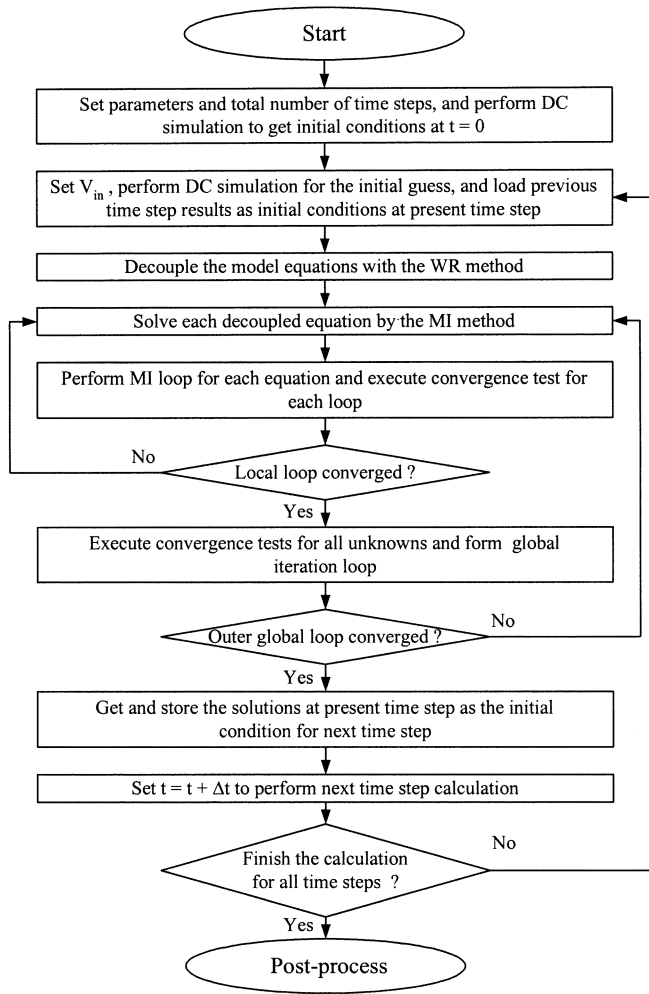 Start
Set parameters and total number of time steps, and perform DC
simulation to get initial conditions at t = 0
Set V_in , perform DC simulation for the initial guess, and load previous
time step results as initial conditions at present time step
Decouple the model equations with the WR method
Solve each decoupled equation by the MI method
Perform MI loop for each equation and execute convergence test for
each loop
No
Local loop converged ?
Yes
Execute convergence tests for all unknowns and form global
iteration loop
No
Outer global loop converged ?
Yes
Get and store the solutions at present time step as the initial
condition for next time step
Set t = t + Δt to perform next time step calculation
No
Finish the calculation
for all time steps ?
Yes
Post-process